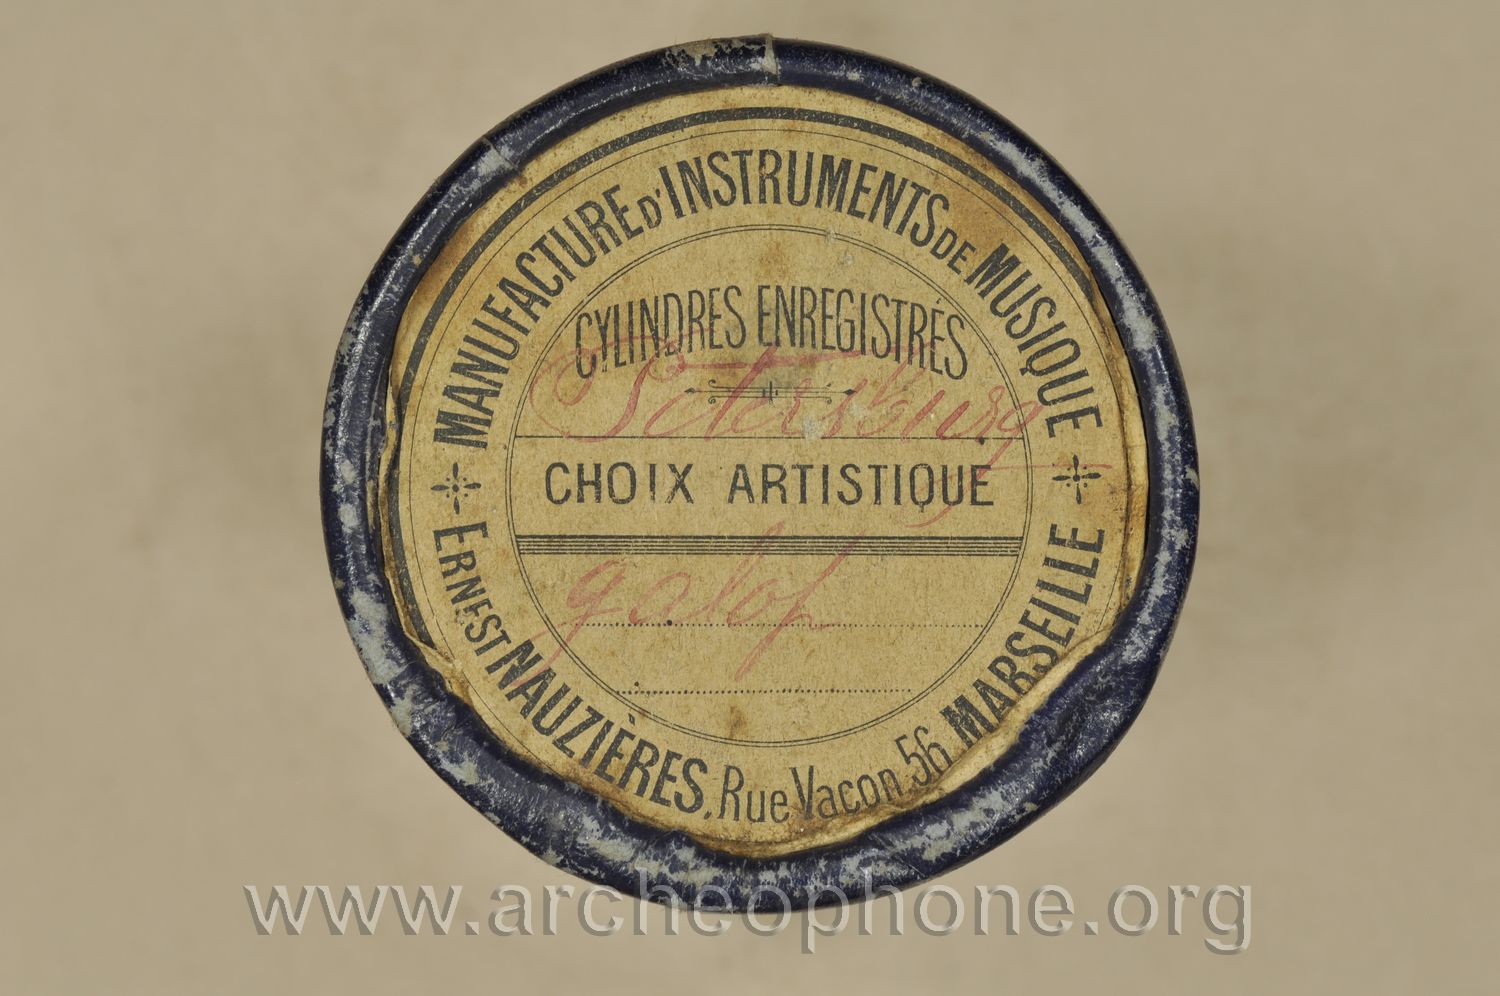 MANUFACTURE D'INSTRUMENTS DE MUSIQUE
CYLINDRES ENREGISTRÉS
Petersburg
CHOIX ARTISTIQUE
galop
ERNEST NAUZIÈRES, Rue Vacon, 56, MARSEILLE
www.archeophone.org